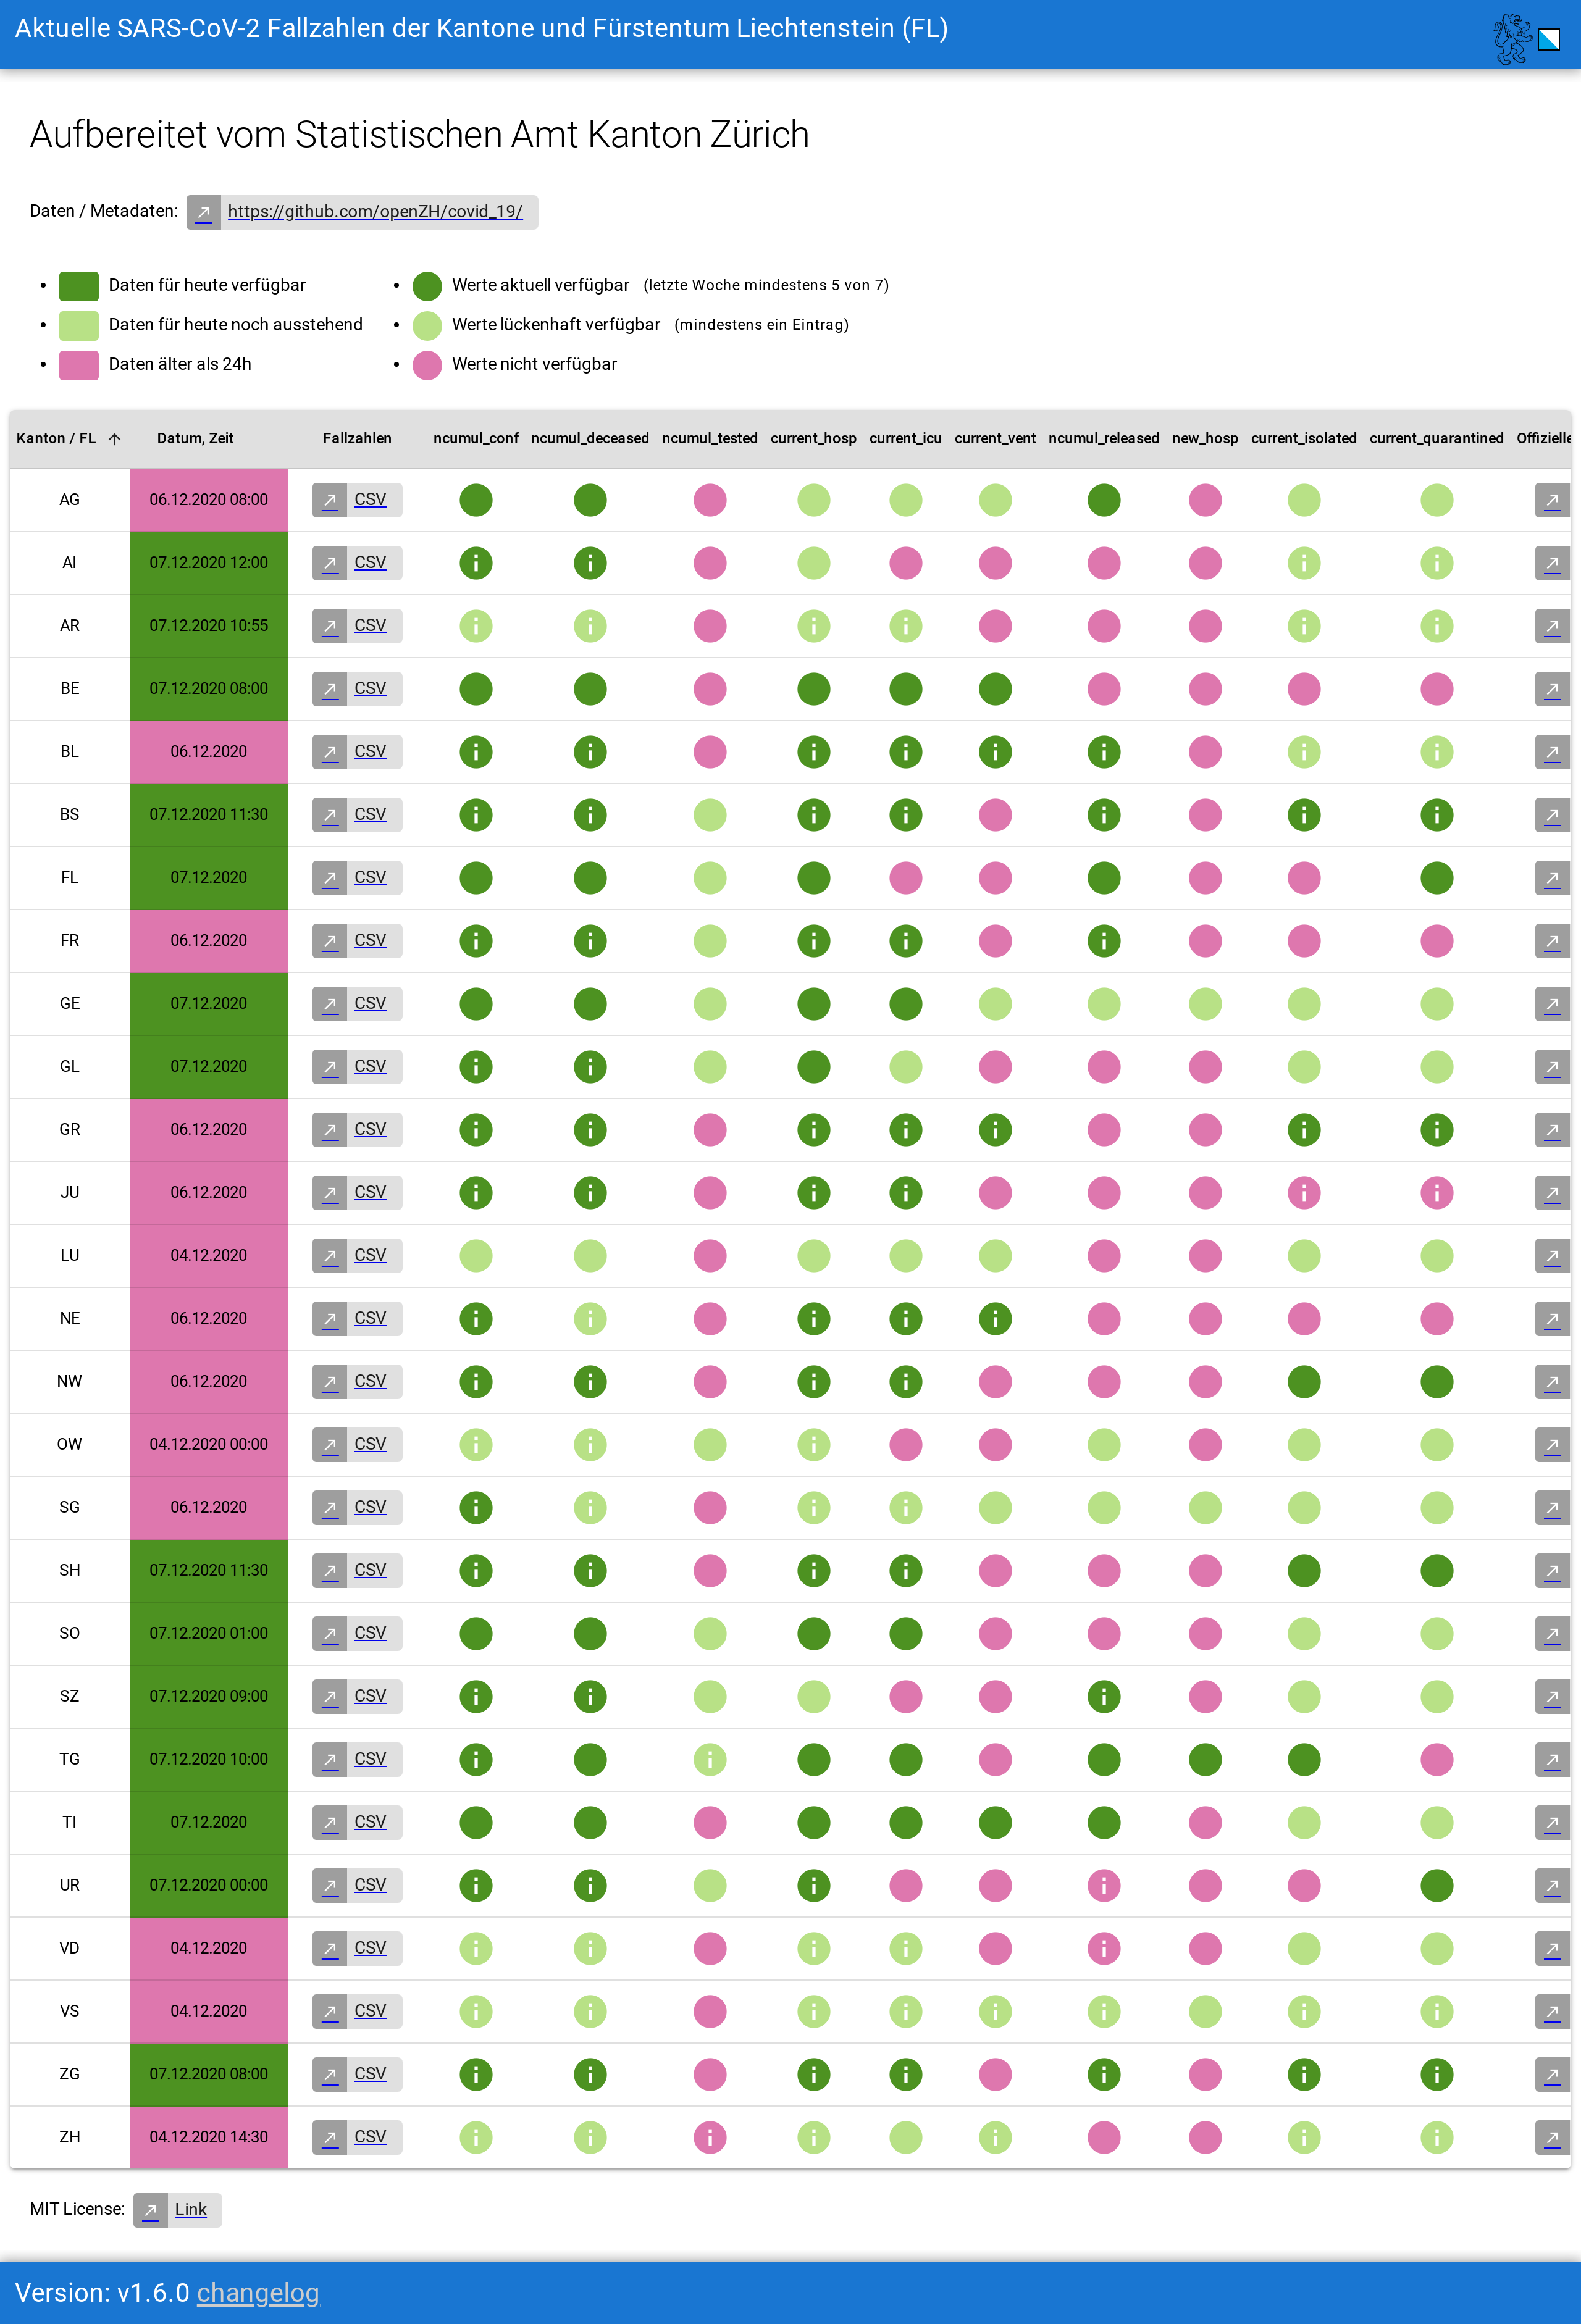 Aktuelle SARS-CoV-2 Fallzahlen der Kantone und Fürstentum Liechtenstein (FL)
Aufbereitet vom Statistischen Amt Kanton Zürich
Daten / Metadaten: https://github.com/openZH/covid_19/
Daten für heute verfügbar
Daten für heute noch ausstehend
Daten älter als 24h
Werte aktuell verfügbar (letzte Woche mindestens 5 von 7)
Werte lückenhaft verfügbar (mindestens ein Eintrag)
Werte nicht verfügbar
Kanton / FL Datum, Zeit Fallzahlen ncumul_conf ncumul_deceased ncumul_tested current_hosp current_icu current_vent ncumul_released new_hosp current_isolated current_quarantined Offizielle
AG 06.12.2020 08:00 CSV
AI 07.12.2020 12:00 CSV
AR 07.12.2020 10:55 CSV
BE 07.12.2020 08:00 CSV
BL 06.12.2020 CSV
BS 07.12.2020 11:30 CSV
FL 07.12.2020 CSV
FR 06.12.2020 CSV
GE 07.12.2020 CSV
GL 07.12.2020 CSV
GR 06.12.2020 CSV
JU 06.12.2020 CSV
LU 04.12.2020 CSV
NE 06.12.2020 CSV
NW 06.12.2020 CSV
OW 04.12.2020 00:00 CSV
SG 06.12.2020 CSV
SH 07.12.2020 11:30 CSV
SO 07.12.2020 01:00 CSV
SZ 07.12.2020 09:00 CSV
TG 07.12.2020 10:00 CSV
TI 07.12.2020 CSV
UR 07.12.2020 00:00 CSV
VD 04.12.2020 CSV
VS 04.12.2020 CSV
ZG 07.12.2020 08:00 CSV
ZH 04.12.2020 14:30 CSV
MIT License: Link
Version: v1.6.0 changelog